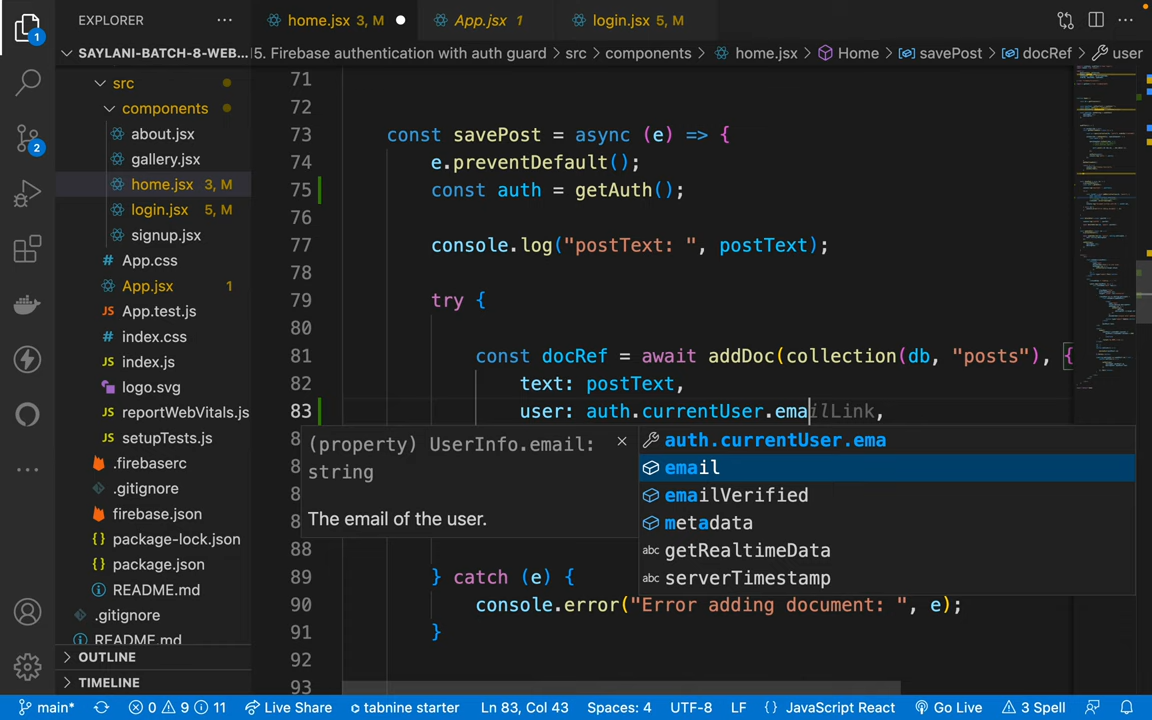 EXPLORER
SAYLANI-BATCH-8-WEB...
src
components
about.jsx
gallery.jsx
home.jsx 3, M
login.jsx 5, M
signup.jsx
App.css
App.jsx 1
App.test.js
index.css
index.js
logo.svg
reportWebVitals.js
setupTests.js
.firebaserc
.gitignore
firebase.json
package-lock.json
package.json
README.md
.gitignore
README.md
OUTLINE
TIMELINE
1
2
home.jsx 3, M
App.jsx 1
login.jsx 5, M
5. Firebase authentication with auth guard > src > components > home.jsx > Home > savePost > docRef > user
71
72
73 const savePost = async (e) => {
74 e.preventDefault();
75 const auth = getAuth();
76
77 console.log("postText: ", postText);
78
79 try {
80
81 const docRef = await addDoc(collection(db, "posts"), {
82 text: postText,
83 user: auth.currentUser.emailLink,
(property) UserInfo.email:
string
The email of the user.
auth.currentUser.ema
email
emailVerified
metadata
getRealtimeData
serverTimestamp
88
89 } catch (e) {
90 console.error("Error adding document: ", e);
91 }
92
93
main* 0 9 11 Live Share tabnine starter Ln 83, Col 43 Spaces: 4 UTF-8 LF {} JavaScript React Go Live 3 Spell